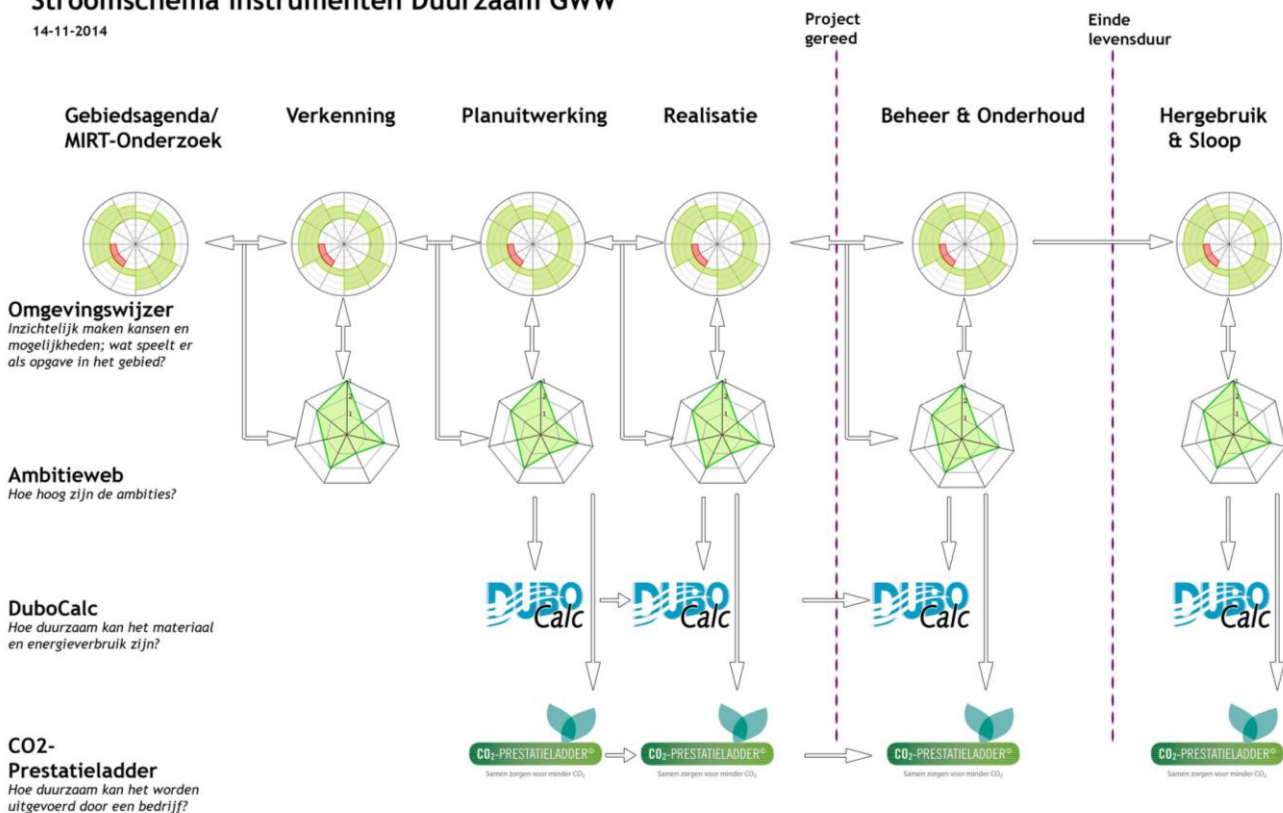 Stroomschema instrumenten Duurzaam GWW
14-11-2014
Project
gereed
Einde
levensduur
Gebiedsagenda/
MIRT-Onderzoek
Verkenning
Planuitwerking
Realisatie
Beheer & Onderhoud
Hergebruik
& Sloop
Omgevingswijzer
Inzichtelijk maken kansen en
mogelijkheden; wat speelt er
als opgave in het gebied?
Ambitieweb
Hoe hoog zijn de ambities?
DuboCalc
Hoe duurzaam kan het materiaal
en energieverbruik zijn?
DUBO
Calc
DUBO
Calc
DUBO
Calc
DUBO
Calc
CO2-
Prestatieladder
Hoe duurzaam kan het worden
uitgevoerd door een bedrijf?
CO₂-PRESTATIELADDER©
Samen zorgen voor minder CO₂
CO₂-PRESTATIELADDER©
Samen zorgen voor minder CO₂
CO₂-PRESTATIELADDER©
Samen zorgen voor minder CO₂
CO₂-PRESTATIELADDER©
Samen zorgen voor minder CO₂